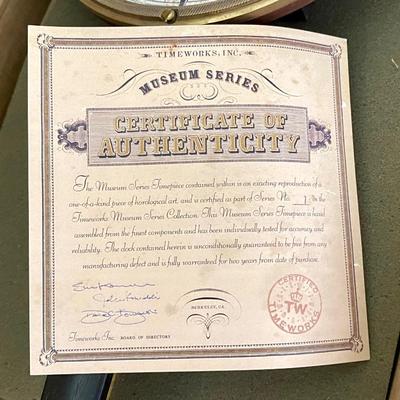 TIMEWORKS, INC.
MUSEUM SERIES
CERTIFICATE OF
AUTHENTICITY
The Museum Series Timepiece contained within is an exacting reproduction of a
one-of-a-kind piece of horological art, and is certified as part of Series No. 1 in the
Timeworks Museum Series Collection. This Museum Series Timepiece is hand
assembled from the finest components and has been individually tested for accuracy and
reliability. The clock contained herein is unconditionally guaranteed to be free from any
manufacturing defect and is fully warranted for two years from date of purchase.
BERKELEY, CA.
CERTIFIED
TW
TIMEWORKS
Timeworks Inc. BOARD OF DIRECTORS